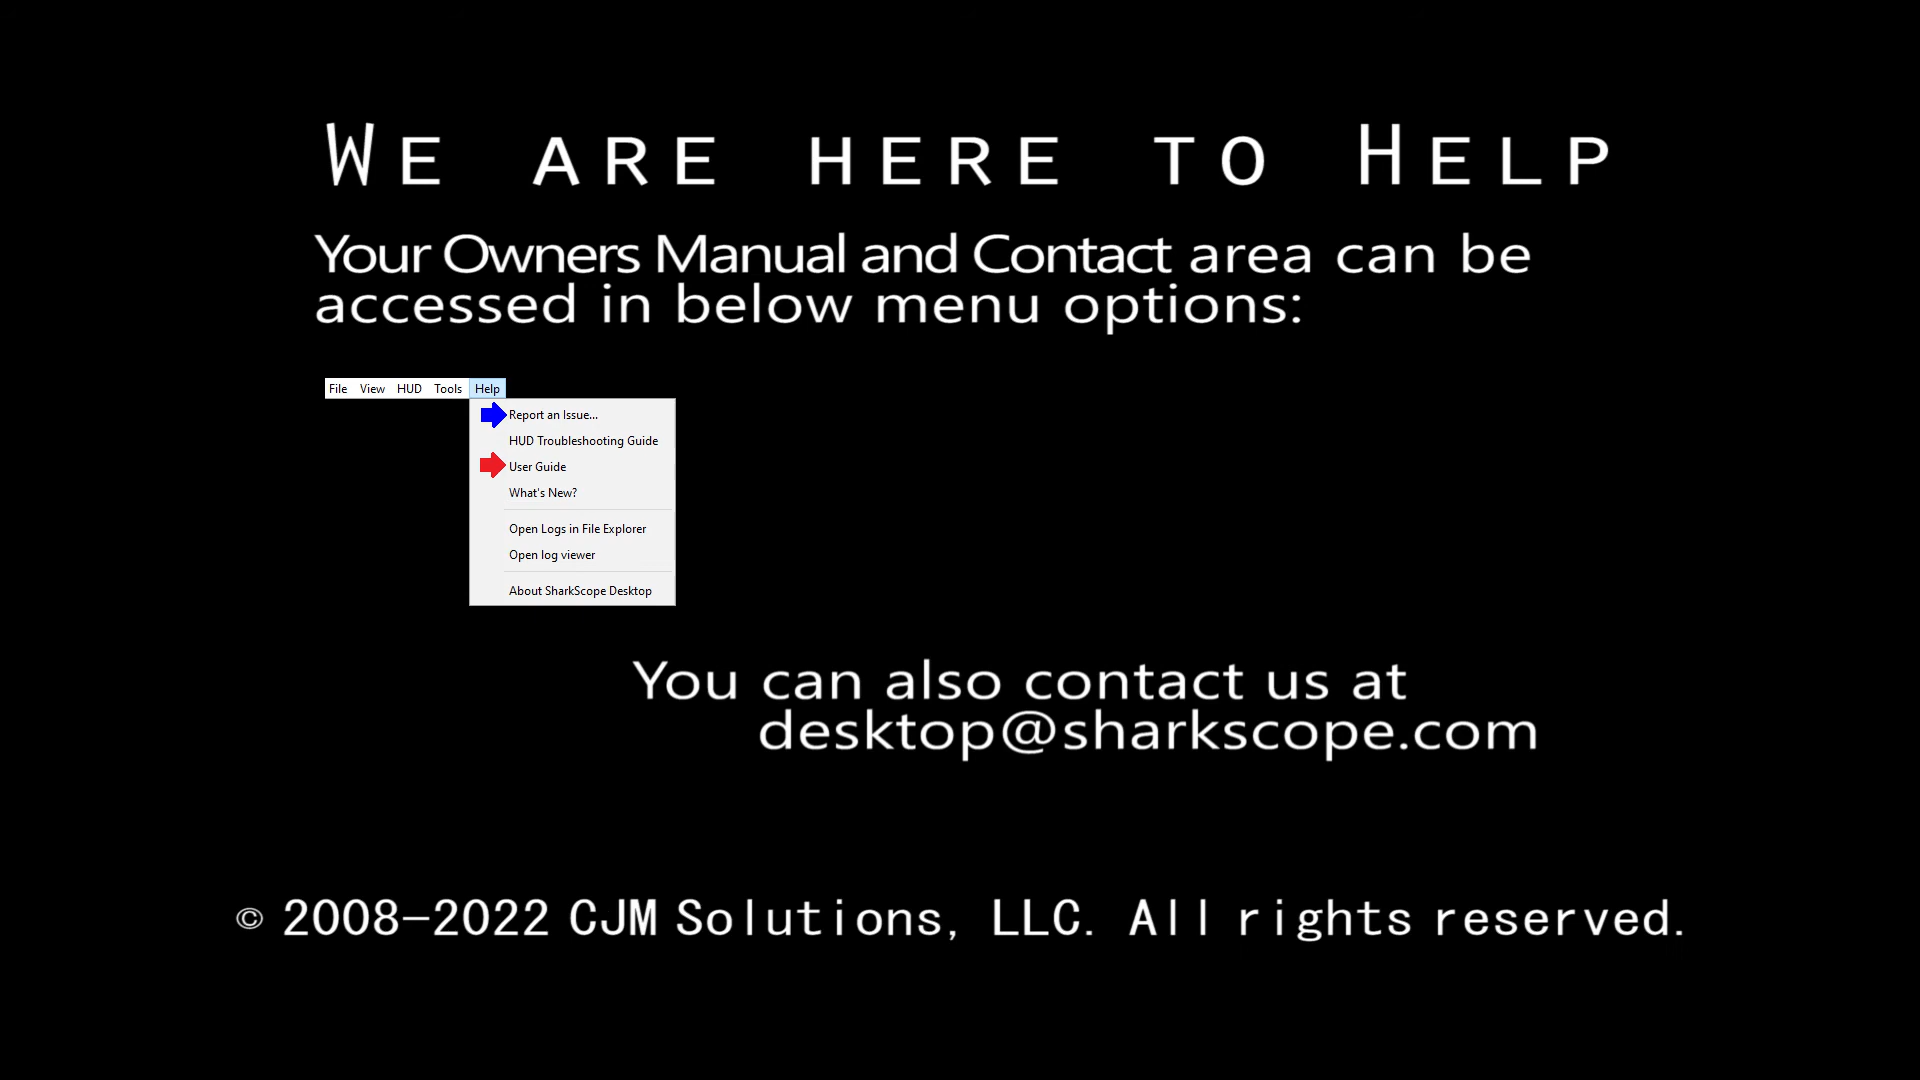 We are here to Help
Your Owners Manual and Contact area can be
accessed in below menu options:
File View HUD Tools Help
Report an Issue...
HUD Troubleshooting Guide
User Guide
What's New?
Open Logs in File Explorer
Open log viewer
About SharkScope Desktop
You can also contact us at
desktop@sharkscope.com
© 2008-2022 CJM Solutions, LLC. All rights reserved.